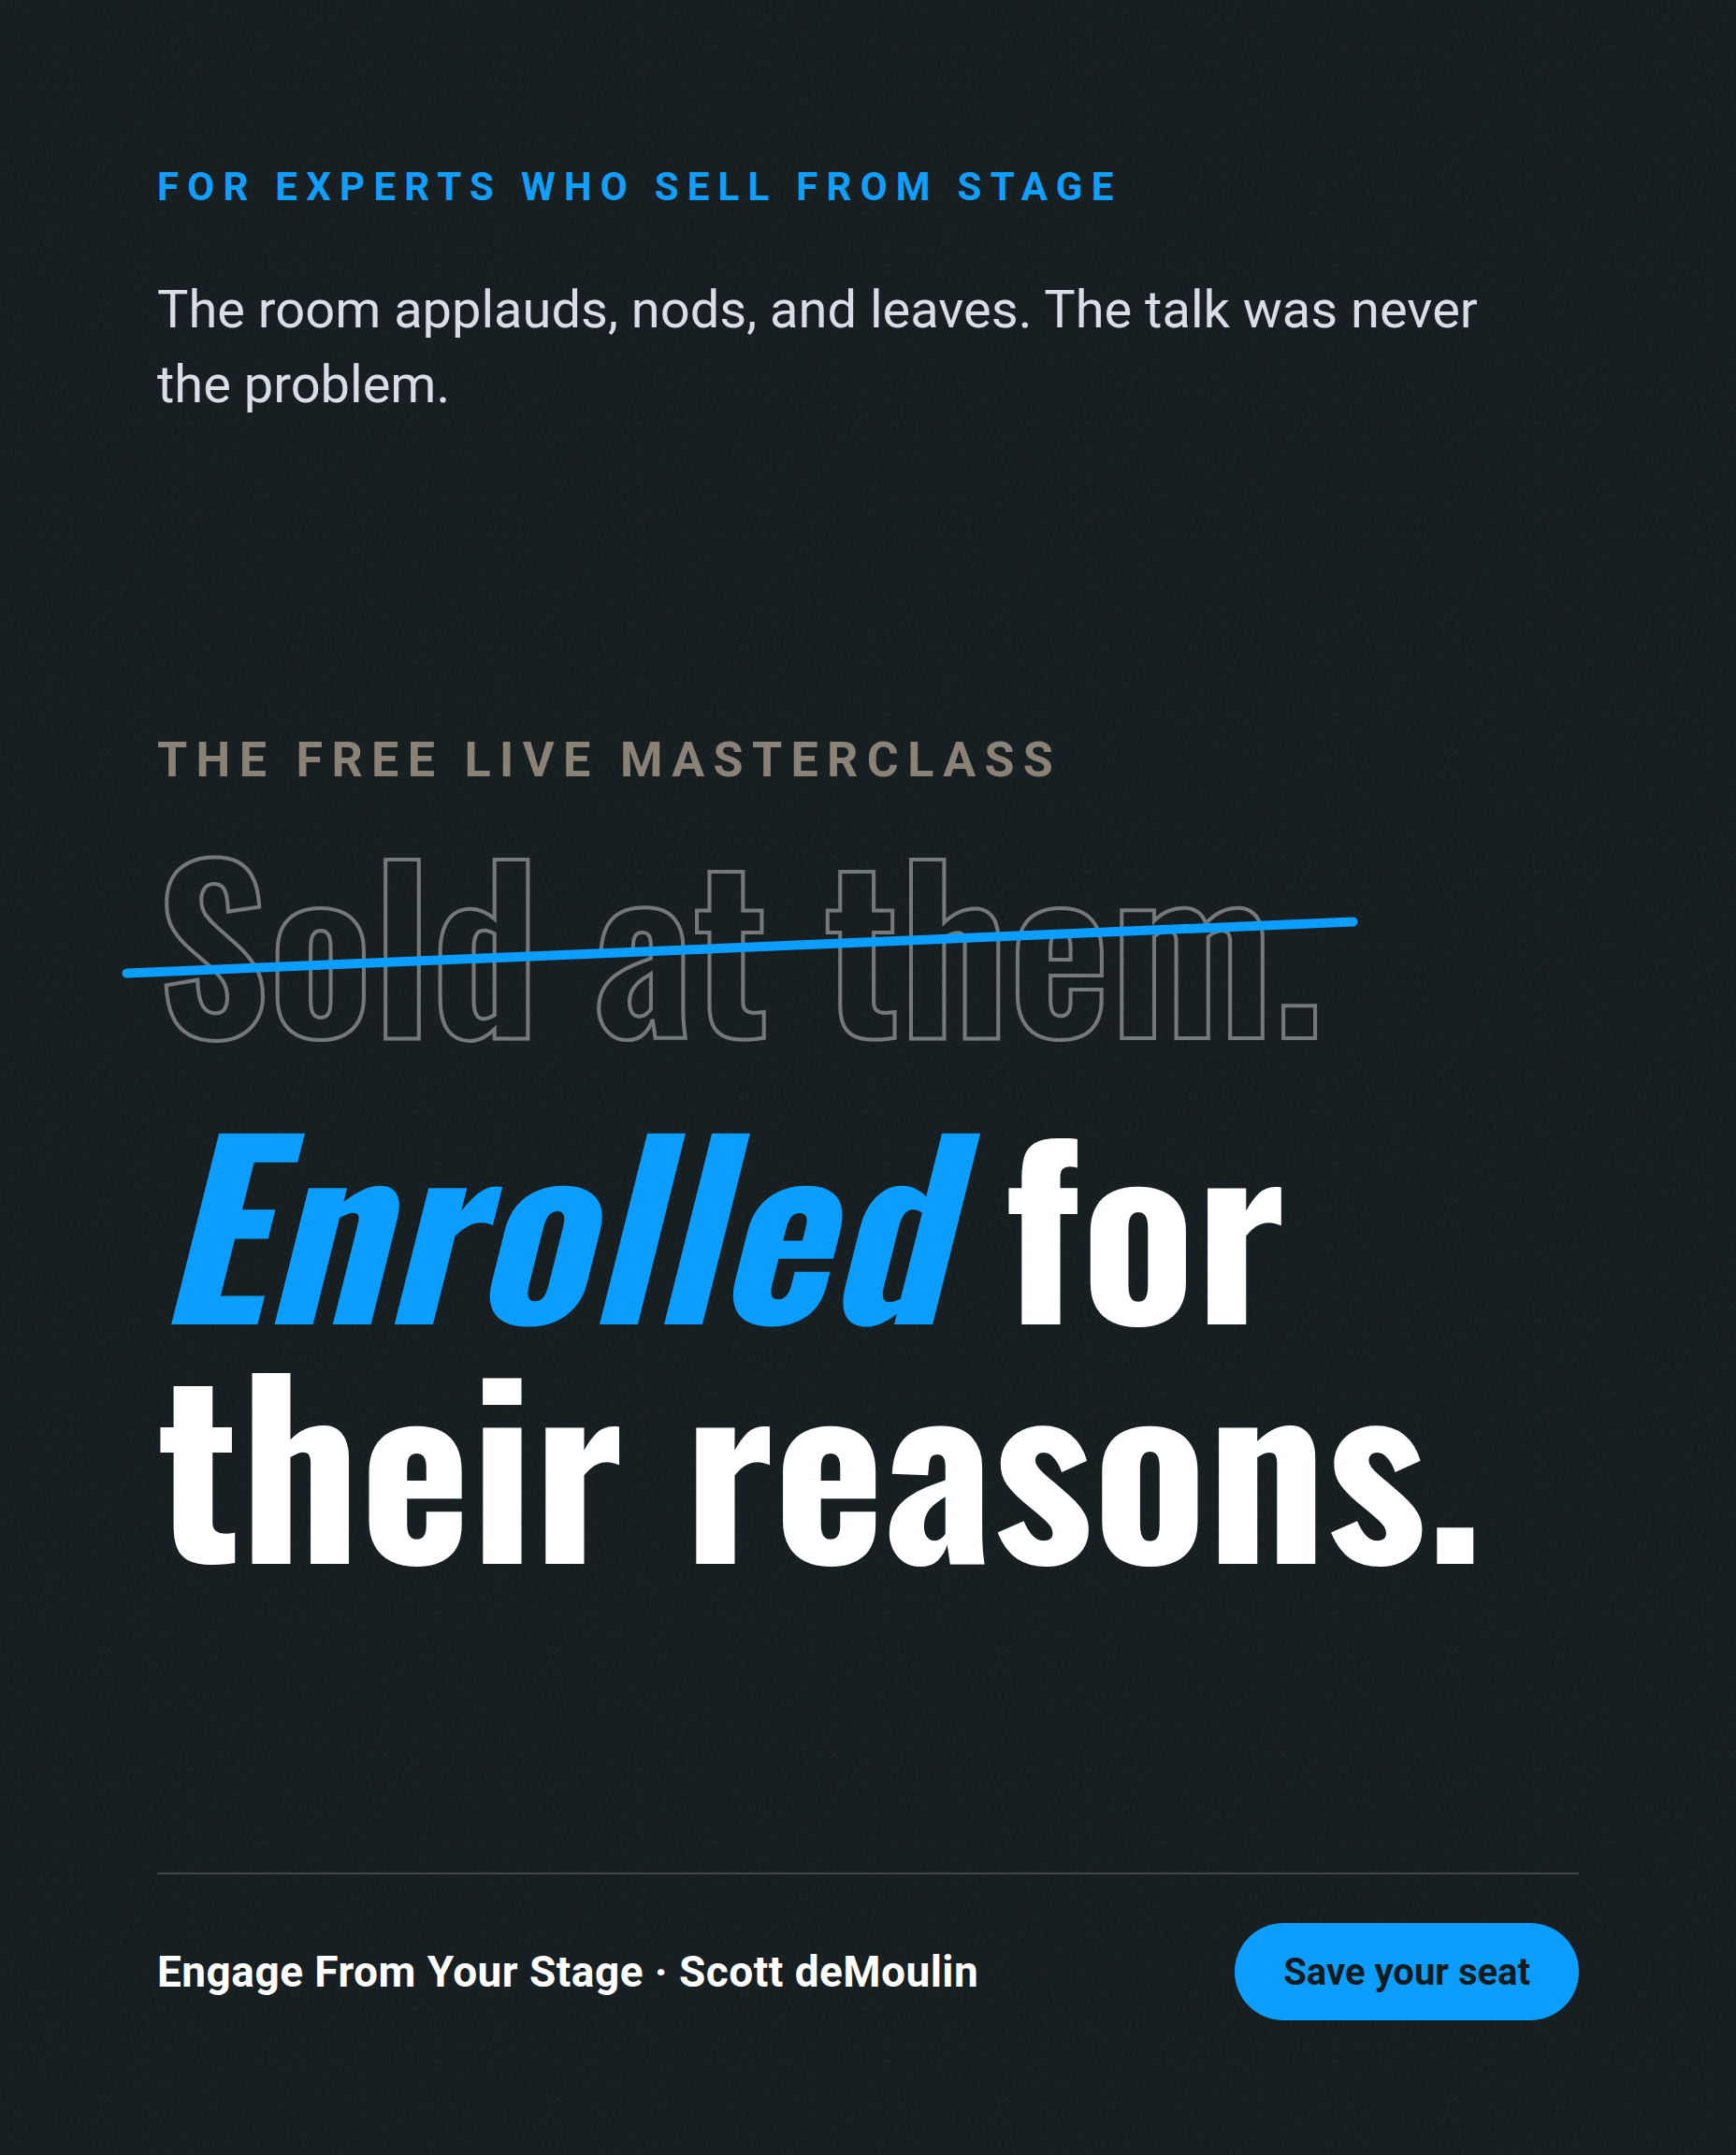 FOR EXPERTS WHO SELL FROM STAGE
The room applauds, nods, and leaves. The talk was never
the problem.
THE FREE LIVE MASTERCLASS
Sold at them.
Enrolled for
their reasons.
Engage From Your Stage · Scott deMoulin
Save your seat